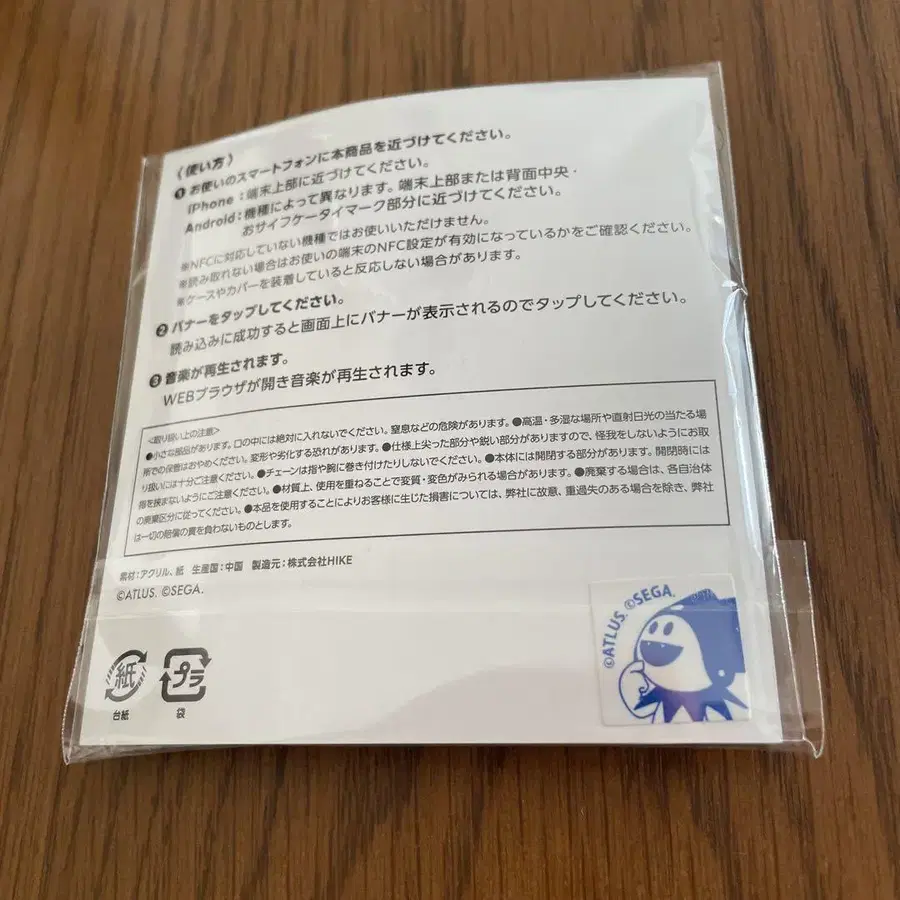 〈使い方〉
❶ お使いのスマートフォンに本商品を近づけてください。
iPhone：端末上部に近づけてください。
Android：機種によって異なります。端末上部または背面中央・
おサイフケータイマーク部分に近づけてください。
※NFCに対応していない機種ではお使いいただけません。
※読み取れない場合はお使いの端末のNFC設定が有効になっているかをご確認ください。
※ケースやカバーを装着していると反応しない場合があります。
❷ バナーをタップしてください。
読み込みに成功すると画面上にバナーが表示されるのでタップしてください。
❸ 音楽が再生されます。
WEBブラウザが開き音楽が再生されます。
<取り扱い上の注意>
●小さな部品があります。口の中には絶対に入れないでください。窒息などの危険があります。●高温・多湿な場所や直射日光の当たる場
所での保管はおやめください。変形や劣化する恐れがあります。●仕様上尖った部分や鋭い部分がありますので、怪我をしないようにお取
り扱いには十分ご注意ください。●チェーンは指や腕に巻き付けたりしないでください。●本体には開閉する部分があります。開閉時には
指を挟まないようにご注意ください。●材質上、使用を重ねることで変質・変色がみられる場合があります。●廃棄する場合は、各自治体
の廃棄区分に従ってください。●本品を使用することによりお客様に生じた損害については、弊社に故意、重過失のある場合を除き、弊社
は一切の賠償の責を負わないものとします。
素材：アクリル、紙 生産国：中国 製造元：株式会社HIKE
©ATLUS. ©SEGA.
©ATLUS. ©SEGA.
紙
プラ
台紙
袋